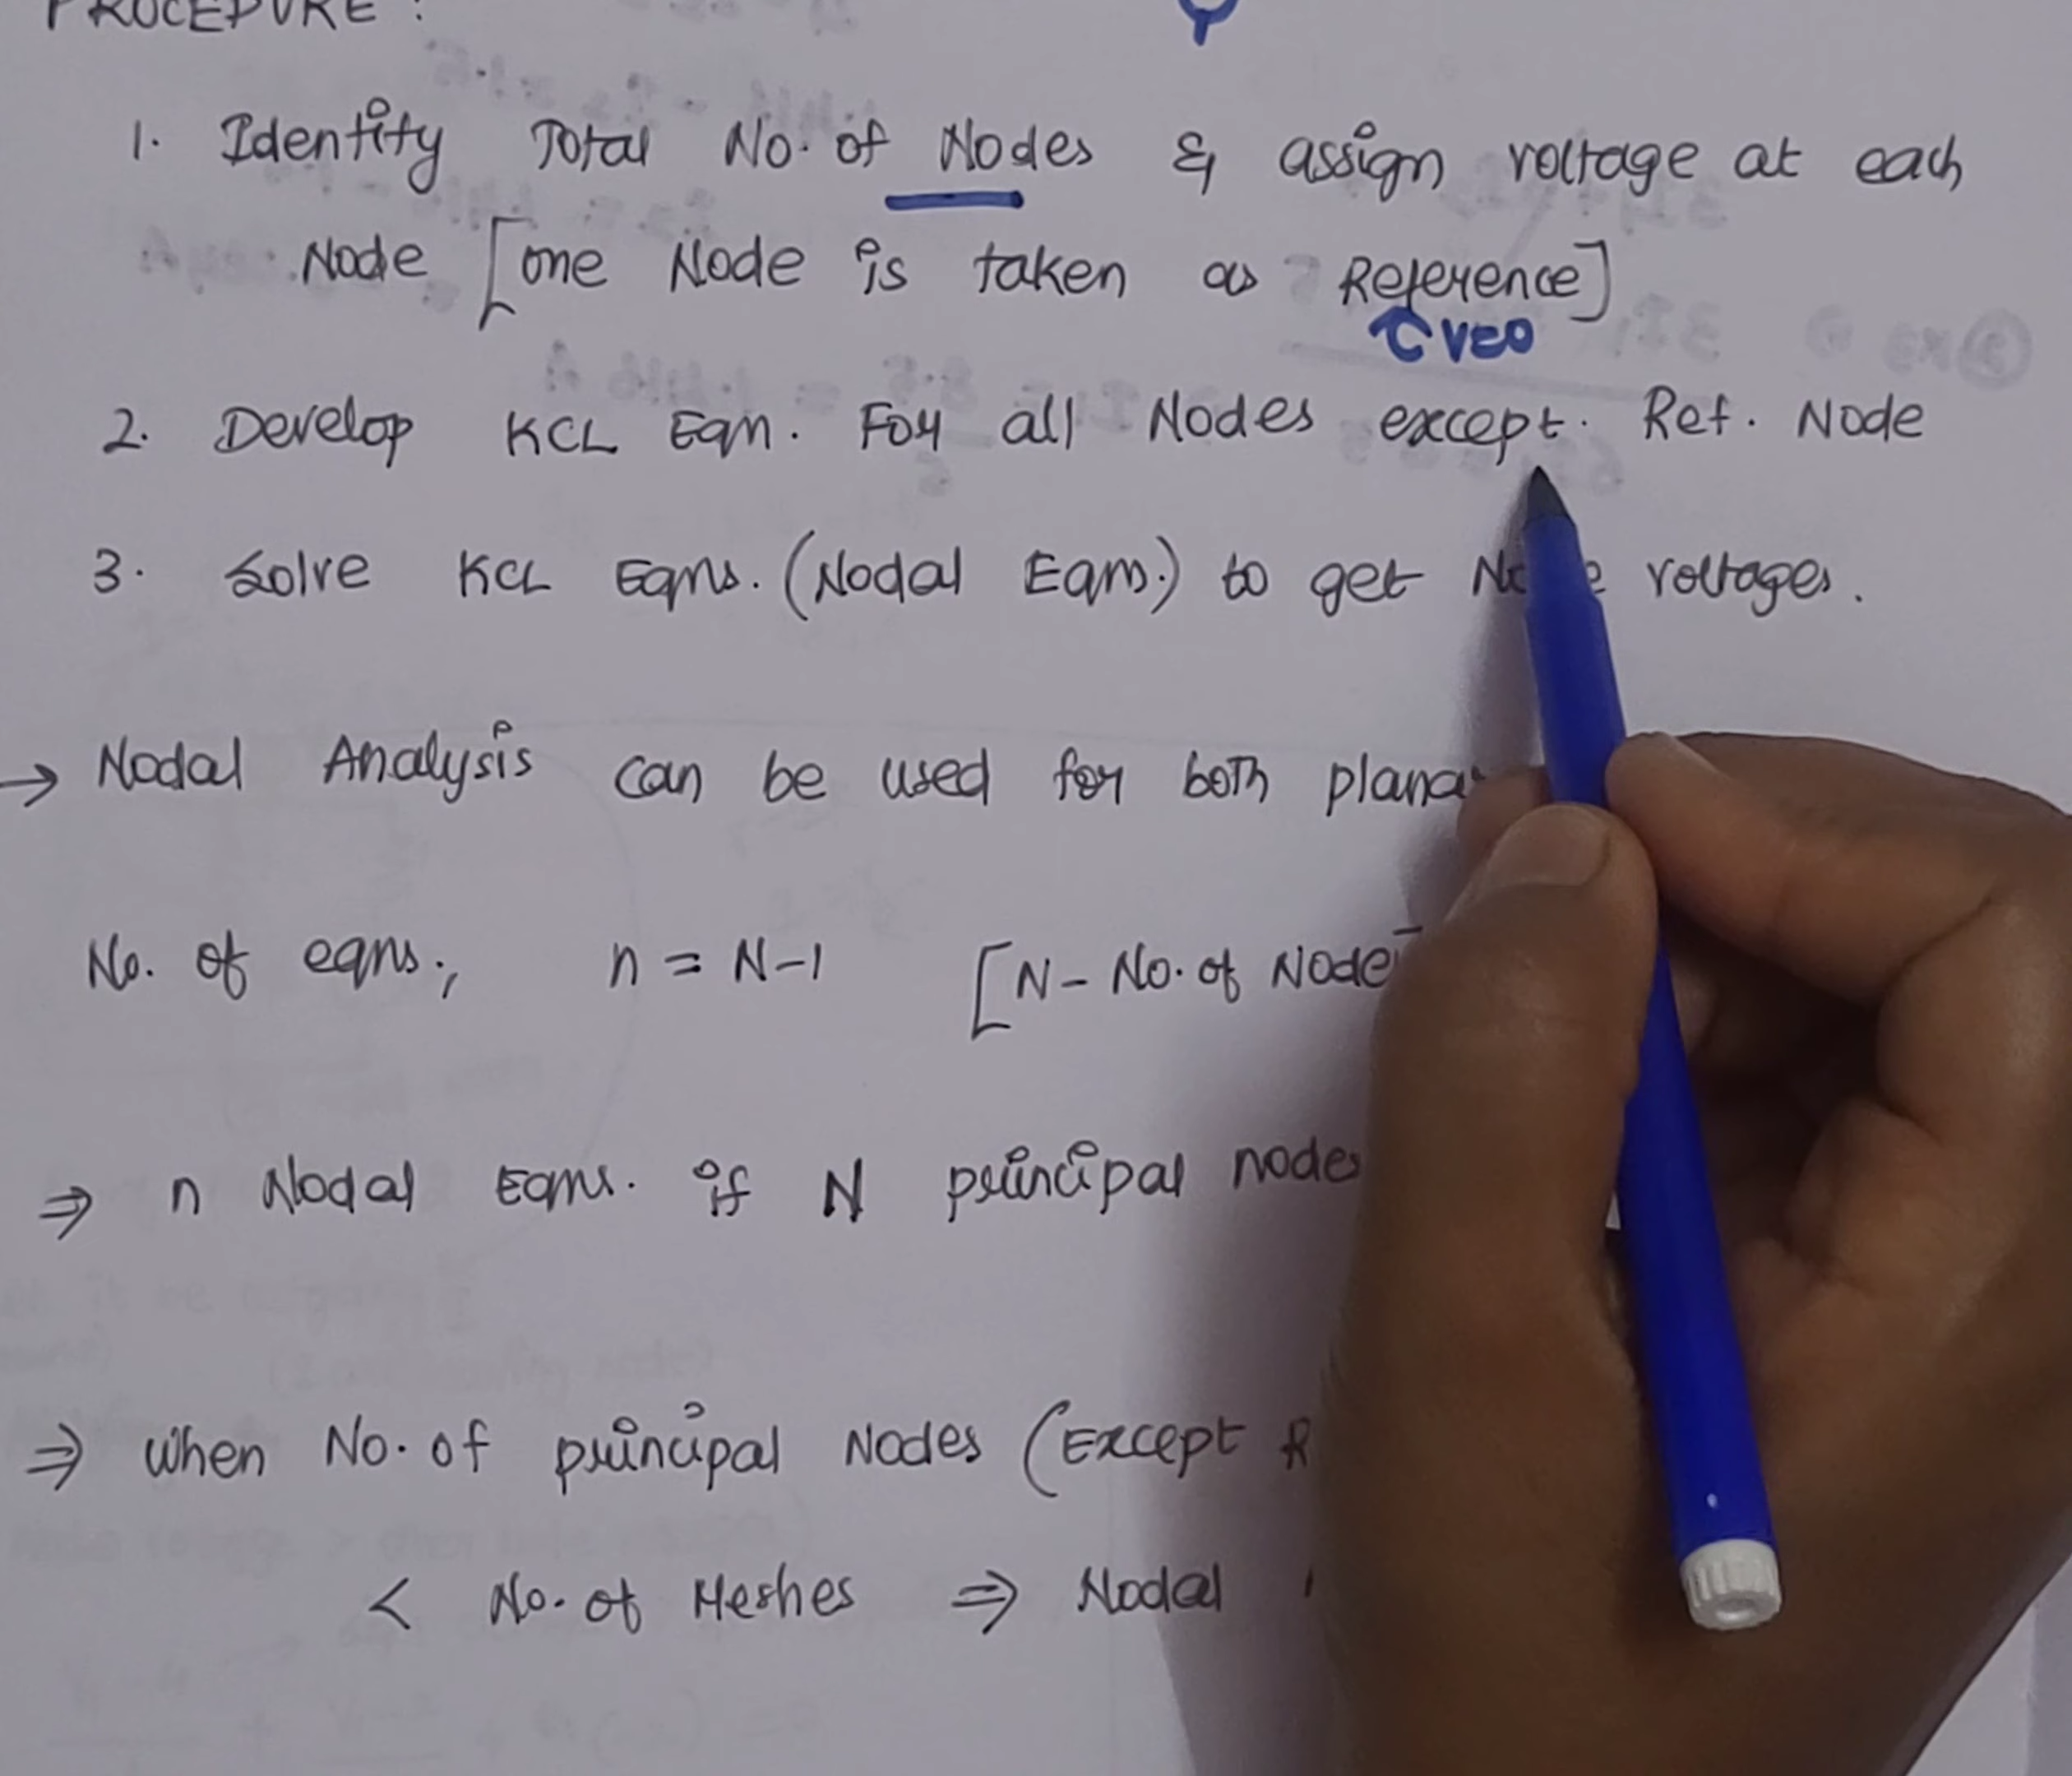 PROCEDURE :
1. Identify Total No. of Nodes & assign voltage at each
Node [one Node is taken as Reference]
V=0
2. Develop KCL Eqn. For all Nodes except. Ref. Node
3. Solve KCL Eqns. (Nodal Eqns.) to get voltages.
→ Nodal Analysis can be used for both
No. of eqns., n = N-1 [N- No. of
⇒ n Nodal Eqns. if N principal nodes
⇒ when No. of principal Nodes (Except
< No. of Meshes ⇒ Nodal